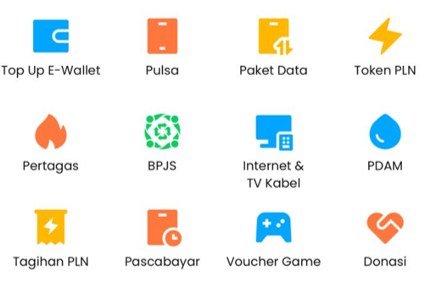 Top Up E-Wallet
Pulsa
Paket Data
Token PLN
Pertagas
BPJS
Internet &
TV Kabel
PDAM
Tagihan PLN
Pascabayar
Voucher Game
Donasi